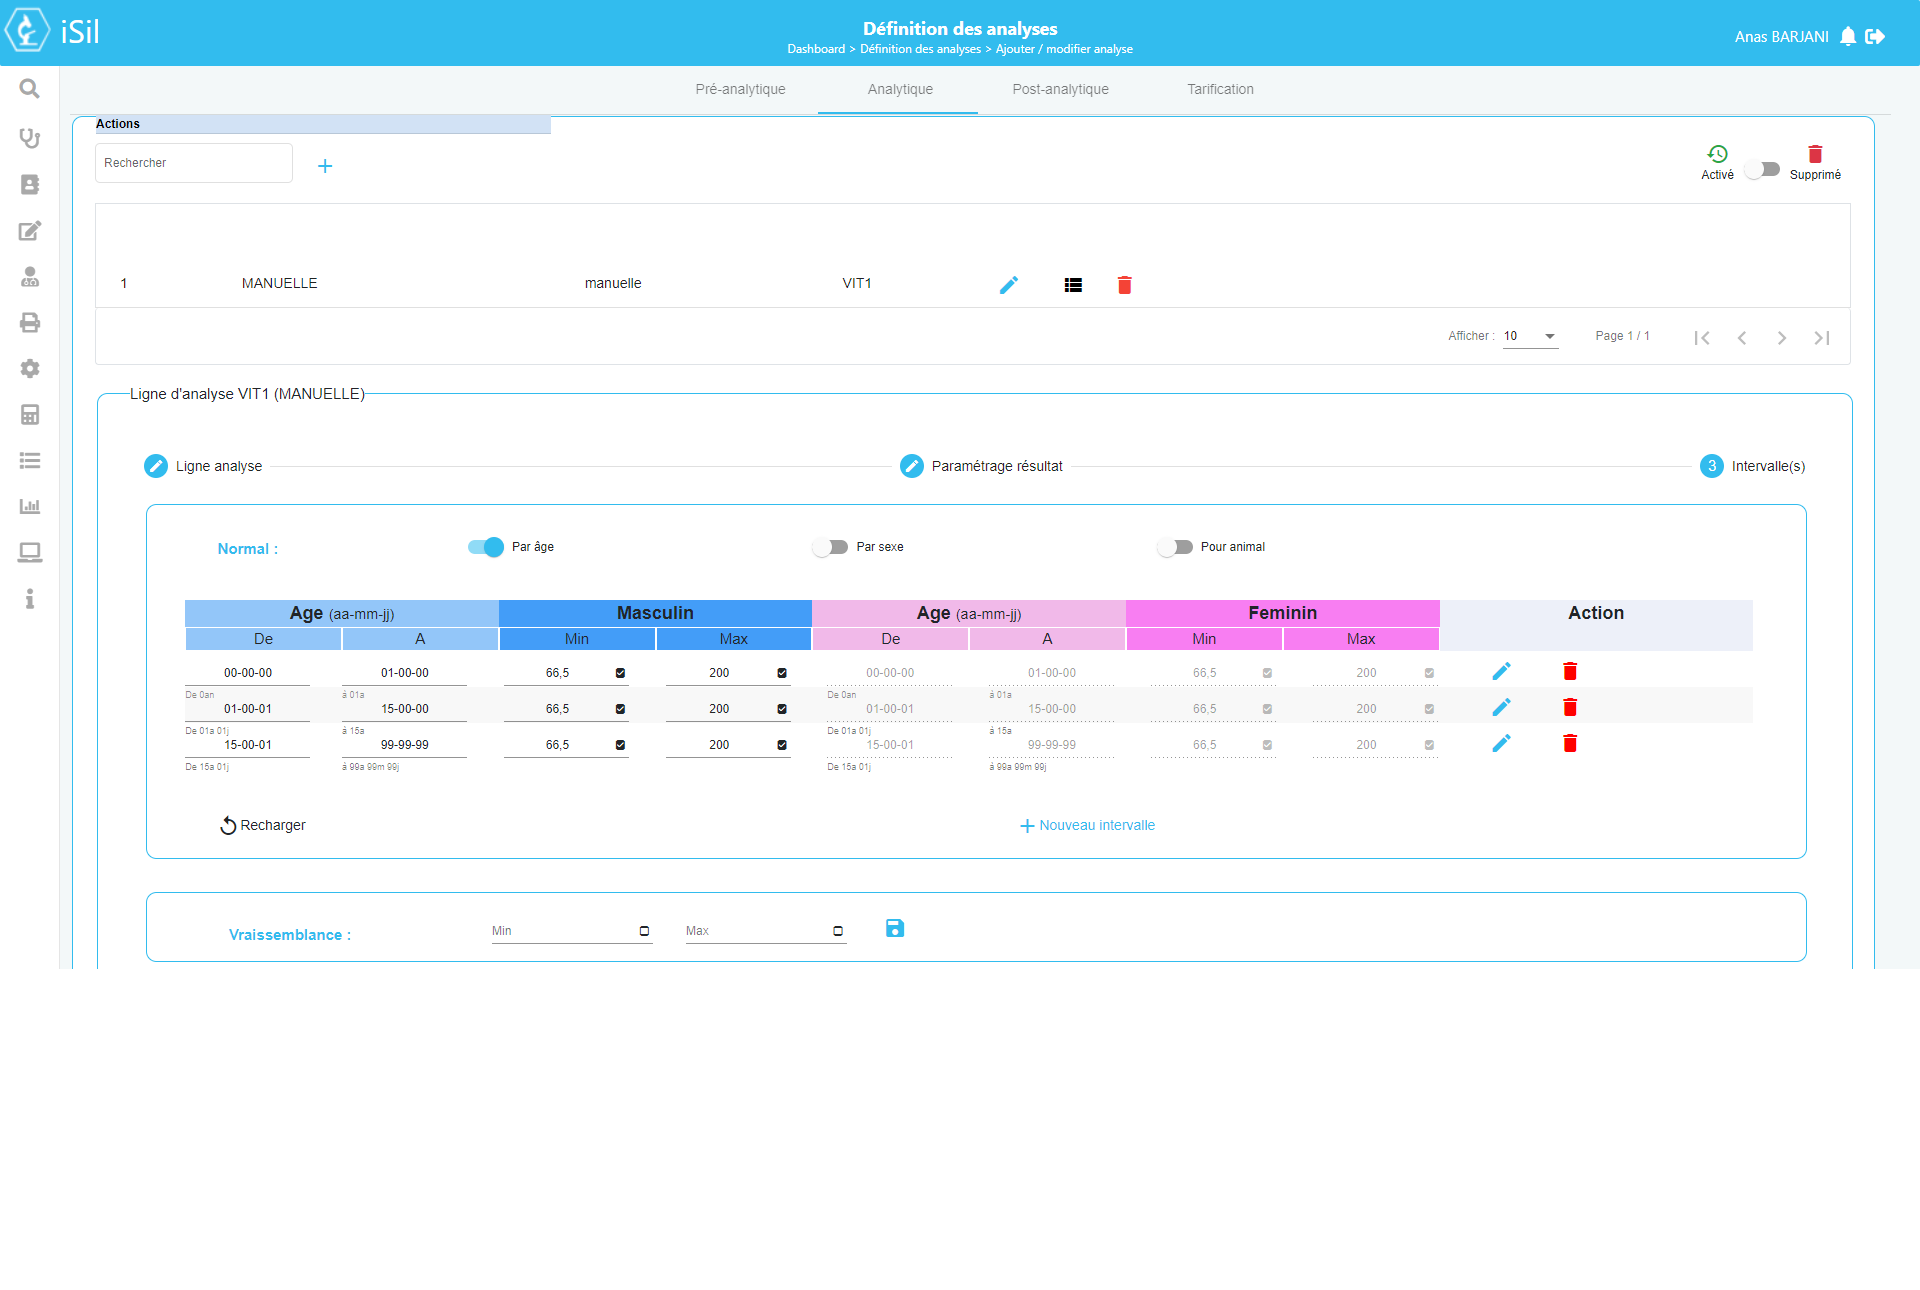 iSil
Définition des analyses
Dashboard > Définition des analyses > Ajouter / modifier analyse
Anas BARJANI
Pré-analytique Analytique Post-analytique Tarification
Actions
Rechercher
Activé Supprimé
1 MANUELLE manuelle VIT1
Afficher : 10 Page 1 / 1
Ligne d'analyse VIT1 (MANUELLE)
Ligne analyse Paramétrage résultat 3 Intervalle(s)
Normal : Par âge Par sexe Pour animal
Age (aa-mm-jj) Masculin Age (aa-mm-jj) Feminin Action
De A Min Max De A Min Max
00-00-00 01-00-00 66,5 200 00-00-00 01-00-00 66,5 200
De 0an à 01a De 0an à 01a
01-00-01 15-00-00 66,5 200 01-00-01 15-00-00 66,5 200
De 01a 01j à 15a De 01a 01j à 15a
15-00-01 99-99-99 66,5 200 15-00-01 99-99-99 66,5 200
De 15a 01j à 99a 99m 99j De 15a 01j à 99a 99m 99j
Recharger Nouveau intervalle
Vraissemblance : Min Max